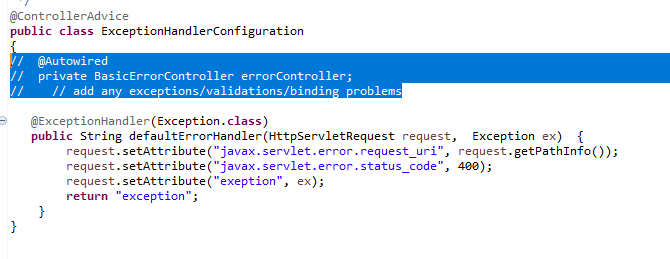 */
@ControllerAdvice
public class ExceptionHandlerConfiguration
{
//  @Autowired
//  private BasicErrorController errorController;
//    // add any exceptions/validations/binding problems
@ExceptionHandler(Exception.class)
public String defaultErrorHandler(HttpServletRequest request,  Exception ex)  {
request.setAttribute("javax.servlet.error.request_uri", request.getPathInfo());
request.setAttribute("javax.servlet.error.status_code", 400);
request.setAttribute("exeption", ex);
return "exception";
}
}